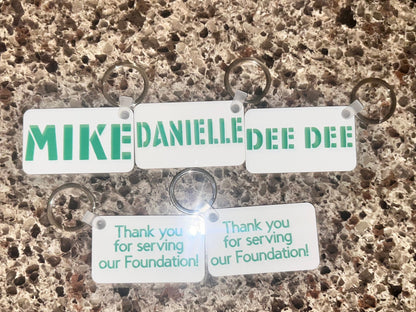 MIKE
DANIELLE
DEE DEE
Thank you
for serving
our Foundation!
Thank you
for serving
our Foundation!